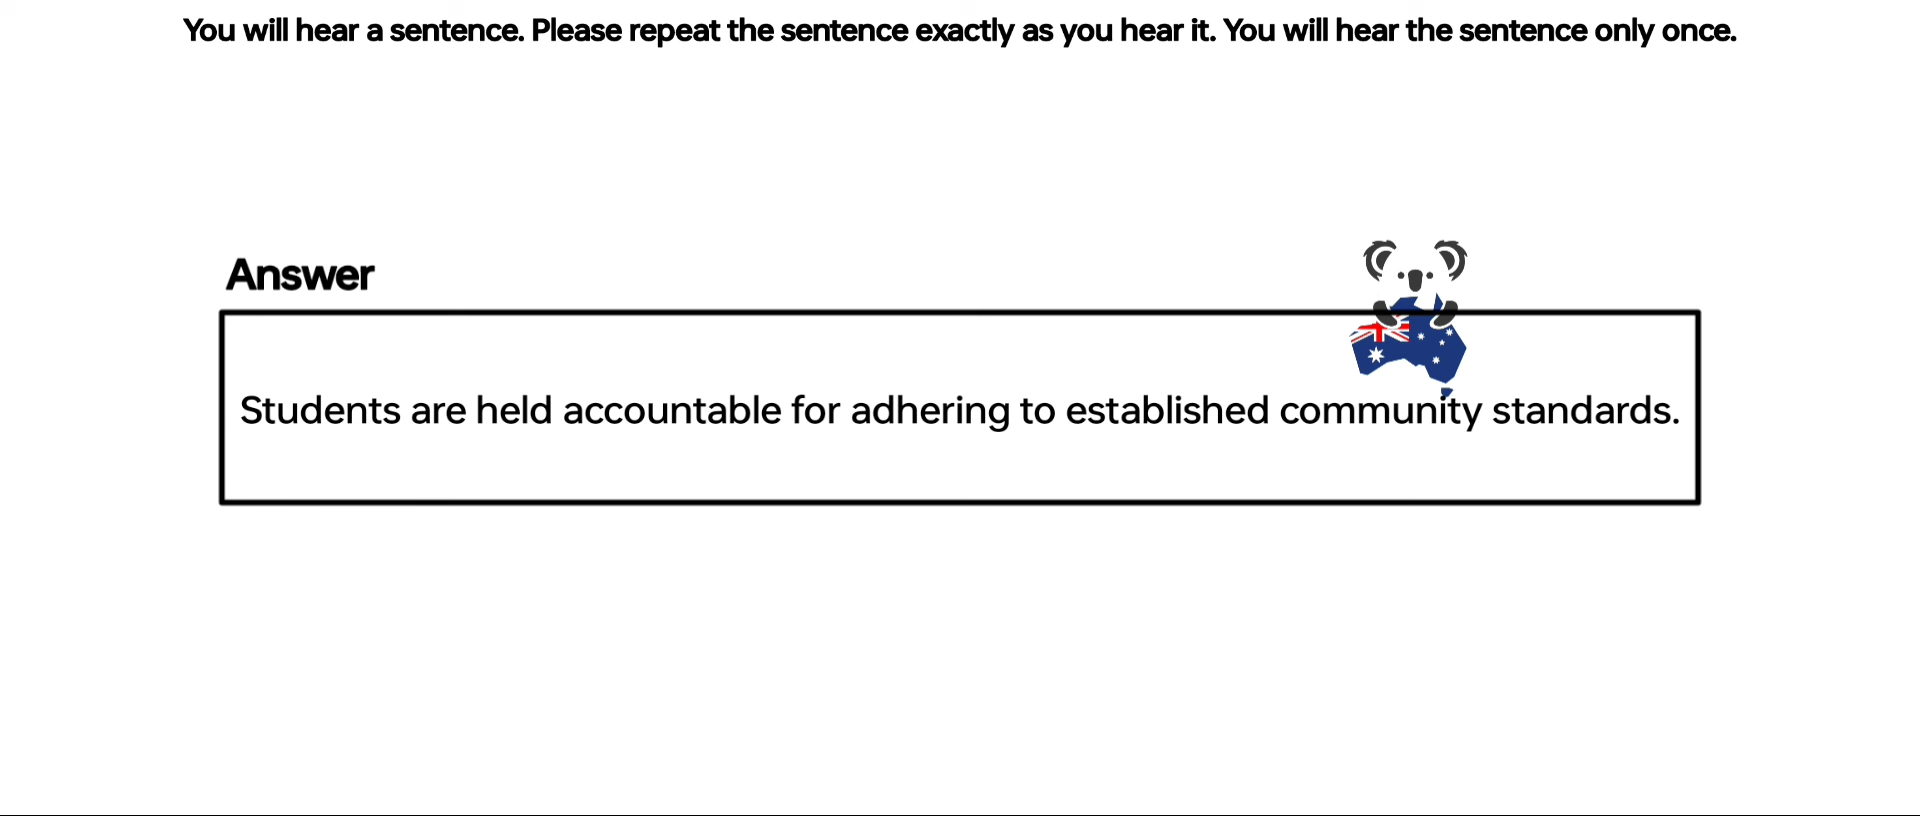 You will hear a sentence. Please repeat the sentence exactly as you hear it. You will hear the sentence only once.
Answer
Students are held accountable for adhering to established community standards.